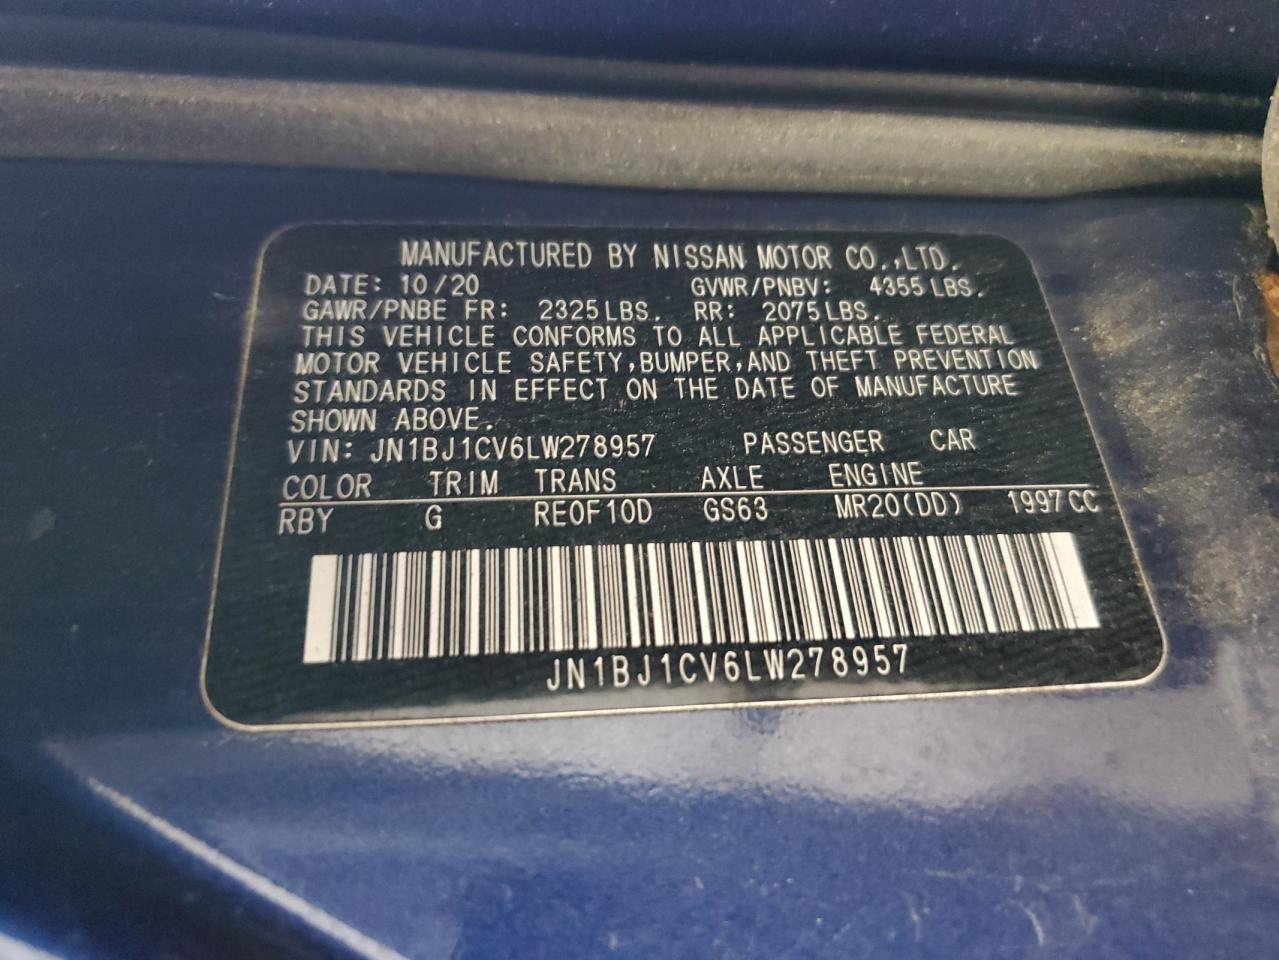 MANUFACTURED BY NISSAN MOTOR CO.,LTD.
DATE: 10/20 GVWR/PNBV: 4355 LBS.
GAWR/PNBE FR: 2325 LBS. RR: 2075 LBS.
THIS VEHICLE CONFORMS TO ALL APPLICABLE FEDERAL
MOTOR VEHICLE SAFETY,BUMPER,AND THEFT PREVENTION
STANDARDS IN EFFECT ON THE DATE OF MANUFACTURE
SHOWN ABOVE.
VIN: JN1BJ1CV6LW278957 PASSENGER CAR
COLOR TRIM TRANS AXLE ENGINE
RBY G RE0F10D GS63 MR20(DD) 1997 CC
JN1BJ1CV6LW278957